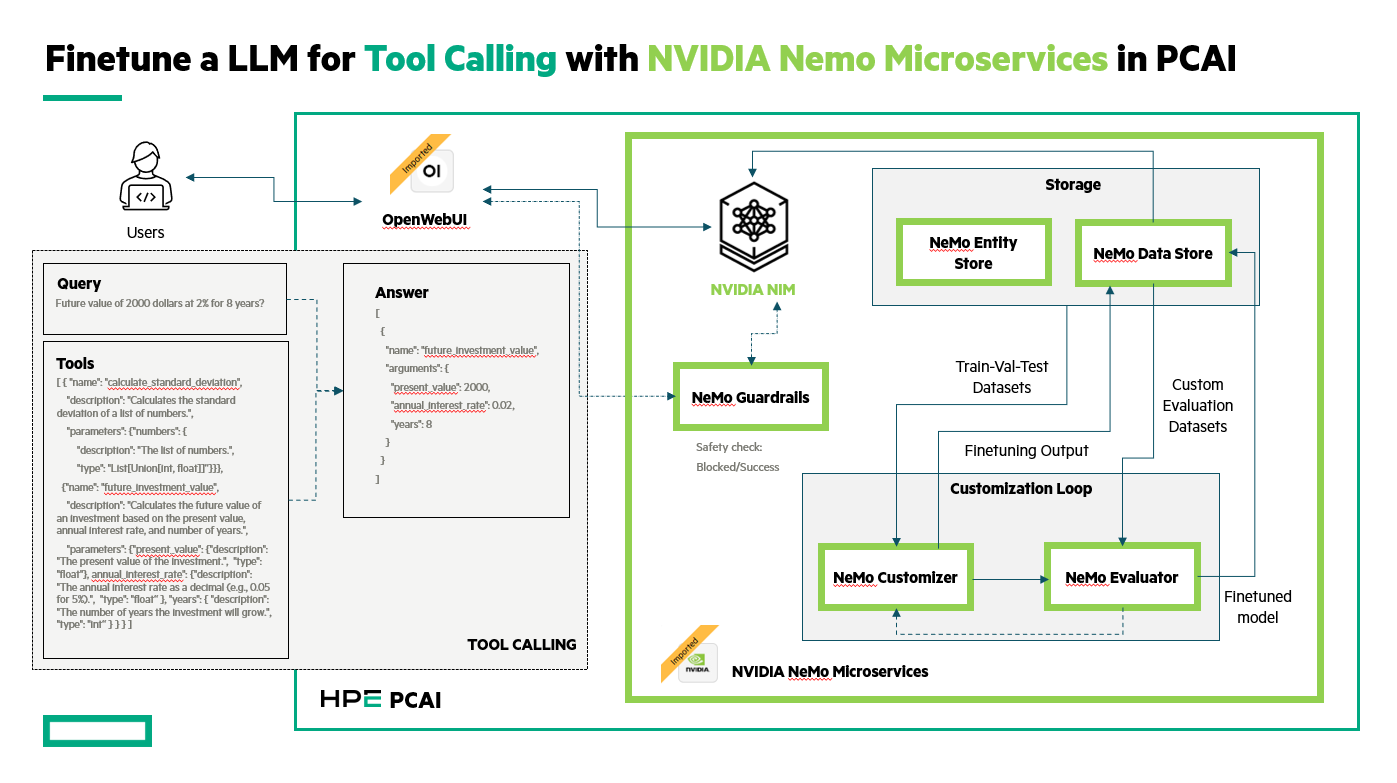 Finetune a LLM for Tool Calling with NVIDIA Nemo Microservices in PCAI
Users
Imported
OI
OpenWebUI
Query
Future value of 2000 dollars at 2% for 8 years?
Tools
[ { "name": "calculate_standard_deviation",
"description": "Calculates the standard
deviation of a list of numbers.",
"parameters": {"numbers": {
"description": "The list of numbers.",
"type": "List[Union[int, float]]"}}},
{"name": "future_investment_value",
"description": "Calculates the future value of
an investment based on the present value,
annual interest rate, and number of years.",
"parameters": {"present_value": {"description":
"The present value of the investment.", "type":
"float"}, annual_interest_rate": {"description":
"The annual interest rate as a decimal (e.g., 0.05
for 5%).", "type": "float" }, "years": { "description":
"The number of years the investment will grow.",
"type": "int" } } } ]
Answer
[
{
"name": "future_investment_value",
"arguments": {
"present_value": 2000,
"annual_interest_rate": 0.02,
"years": 8
}
}
]
TOOL CALLING
HPE PCAI
NVIDIA NIM
NeMo Guardrails
Safety check:
Blocked/Success
Storage
NeMo Entity
Store
NeMo Data Store
Train-Val-Test
Datasets
Custom
Evaluation
Datasets
Finetuning Output
Customization Loop
NeMo Customizer
NeMo Evaluator
Finetuned
model
Imported
NVIDIA
NVIDIA NeMo Microservices